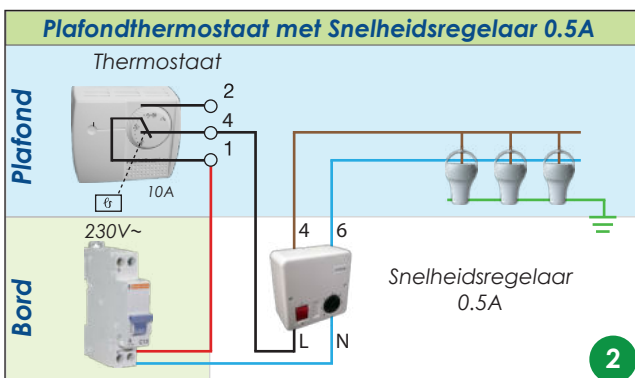 Plafondthermostaat met Snelheidsregelaar 0.5A
Plafond
Thermostaat
2
4
1
10A
Bord
230V~
4 6
L N
Snelheidsregelaar
0.5A
2